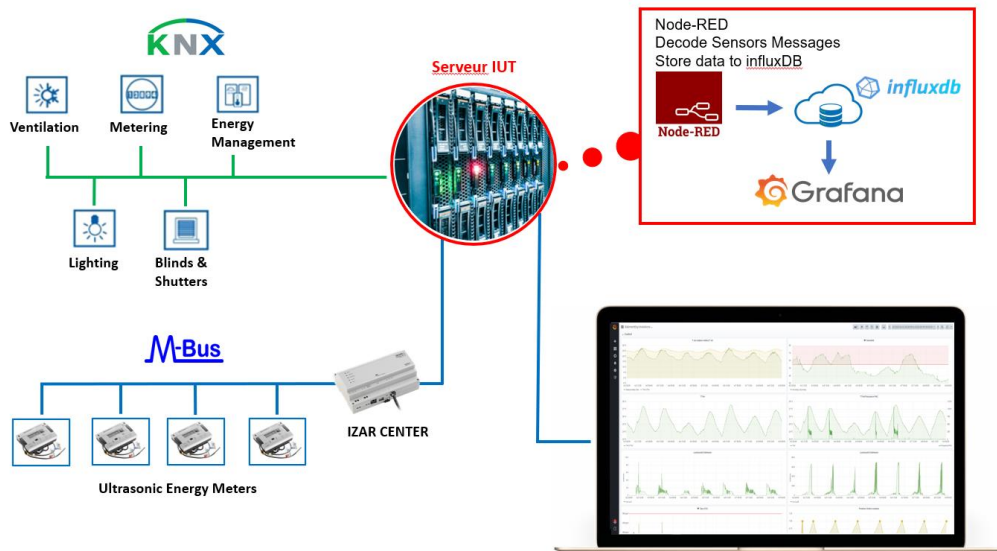 KNX
Serveur IUT
Node-RED
Decode Sensors Messages
Store data to influxDB
Ventilation
Metering
Energy
Management
Node-RED
influxdb
Grafana
Lighting
Blinds &
Shutters
M-Bus
IZAR CENTER
Ultrasonic Energy Meters